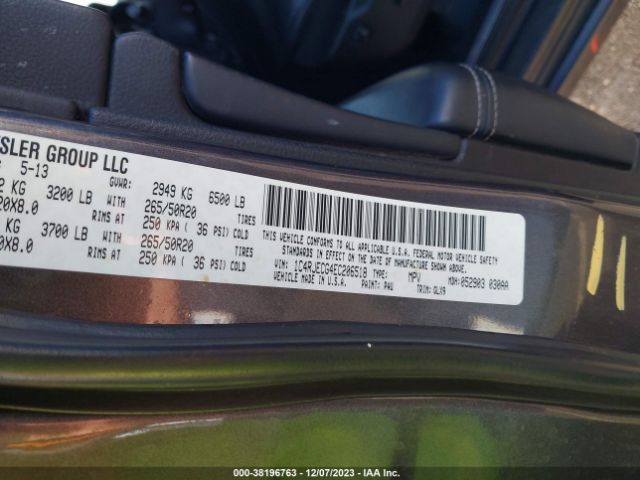 SLER GROUP LLC
5-13 GVWR: 2949 KG 6500 LB
KG 3200 LB WITH 265/50R20 TIRES
20X8.0 RIMS AT 250 KPA ( 36 PSI) COLD
KG 3700 LB WITH 265/50R20 TIRES
0X8.0 RIMS AT 250 KPA ( 36 PSI) COLD
THIS VEHICLE CONFORMS TO ALL APPLICABLE U.S.A. FEDERAL MOTOR VEHICLE SAFETY
STANDARDS IN EFFECT ON THE DATE OF MANUFACTURE SHOWN ABOVE.
VIN: 1C4RJECG4EC206518 TYPE: MPV MDH: 052903 030AA
VEHICLE MADE IN U.S.A. PAINT: PAU TRIM: GLX9
000-38196763 - 12/07/2023 - IAA Inc.